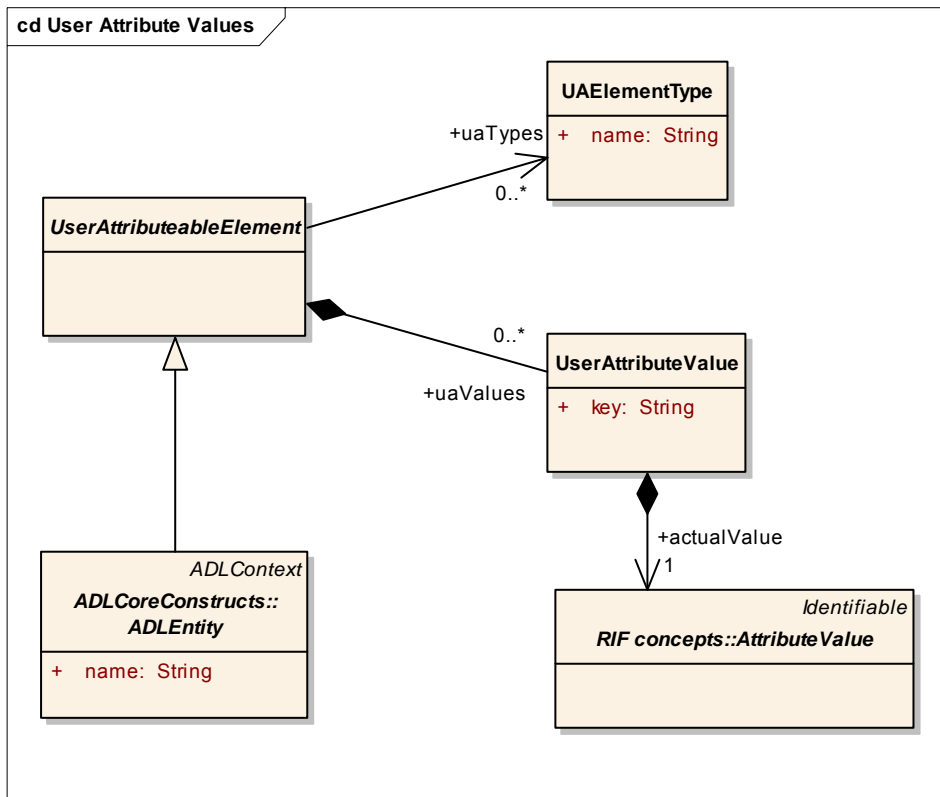 cd User Attribute Values
UAElementType
+ name: String
+uaTypes
0..*
UserAttributeableElement
0..*
+uaValues
UserAttributeValue
+ key: String
+actualValue
1
ADLContext
ADLCoreConstructs::
ADLEntity
+ name: String
Identifiable
RIF concepts::AttributeValue